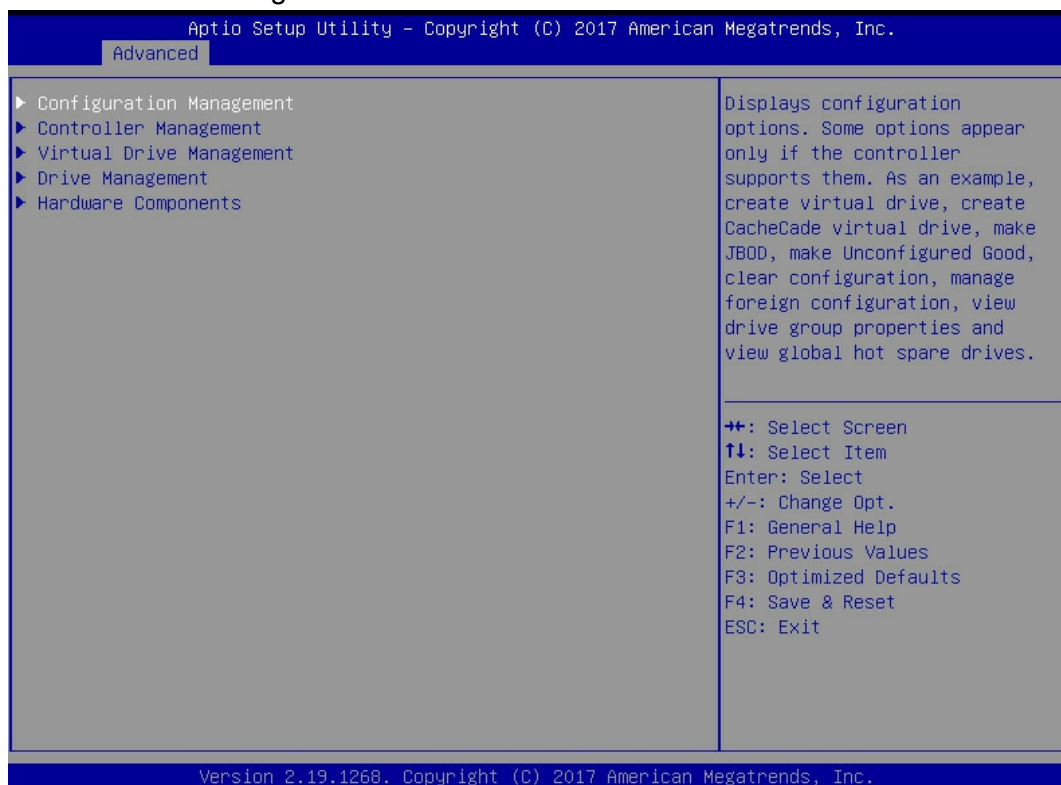 Aptio Setup Utility – Copyright (C) 2017 American Megatrends, Inc.
Advanced
▶ Configuration Management
▶ Controller Management
▶ Virtual Drive Management
▶ Drive Management
▶ Hardware Components
Displays configuration
options. Some options appear
only if the controller
supports them. As an example,
create virtual drive, create
CacheCade virtual drive, make
JBOD, make Unconfigured Good,
clear configuration, manage
foreign configuration, view
drive group properties and
view global hot spare drives.
→←: Select Screen
↑↓: Select Item
Enter: Select
+/-: Change Opt.
F1: General Help
F2: Previous Values
F3: Optimized Defaults
F4: Save & Reset
ESC: Exit
Version 2.19.1268. Copyright (C) 2017 American Megatrends, Inc.